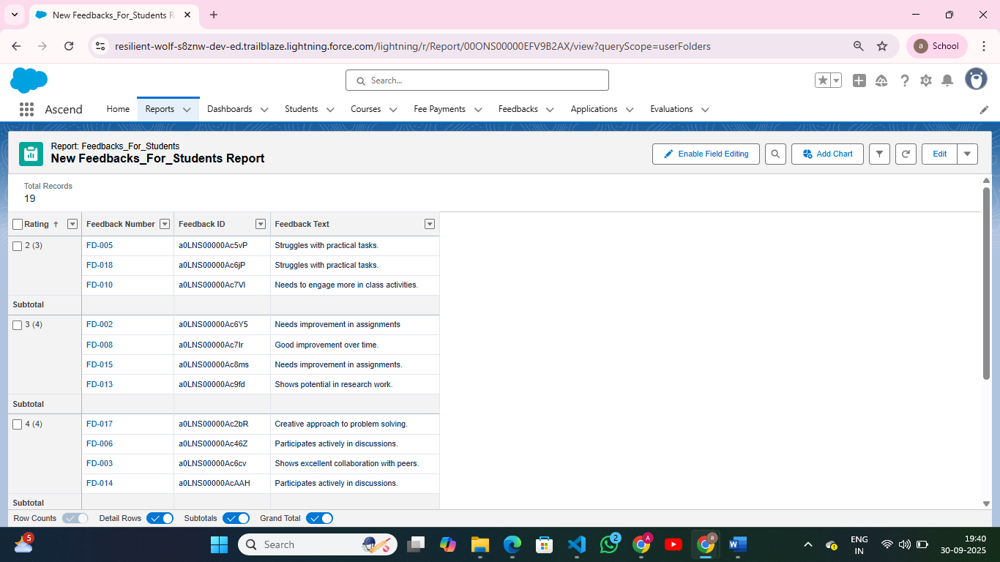 New Feedbacks_For_Students R
resilient-wolf-s8znw-dev-ed.trailblaze.lightning.force.com/lightning/r/Report/00ONS00000EFV9B2AX/view?queryScope=userFolders
a School
Search...
Ascend Home Reports Dashboards Students Courses Fee Payments Feedbacks Applications Evaluations
Report: Feedbacks_For_Students
New Feedbacks_For_Students Report
Enable Field Editing Add Chart Edit
Total Records
19
Rating ↑ Feedback Number Feedback ID Feedback Text
2 (3) FD-005 a0LNS00000Ac5vP Struggles with practical tasks.
FD-018 a0LNS00000Ac6jP Struggles with practical tasks.
FD-010 a0LNS00000Ac7Vl Needs to engage more in class activities.
Subtotal
3 (4) FD-002 a0LNS00000Ac6Y5 Needs improvement in assignments
FD-008 a0LNS00000Ac7Ir Good improvement over time.
FD-015 a0LNS00000Ac8ms Needs improvement in assignments.
FD-013 a0LNS00000Ac9fd Shows potential in research work.
Subtotal
4 (4) FD-017 a0LNS00000Ac2bR Creative approach to problem solving.
FD-006 a0LNS00000Ac46Z Participates actively in discussions.
FD-003 a0LNS00000Ac6cv Shows excellent collaboration with peers.
FD-014 a0LNS00000AcAAH Participates actively in discussions.
Subtotal
Row Counts Detail Rows Subtotals Grand Total
5 Search 2 A a ENG 19:40
IN 30-09-2025